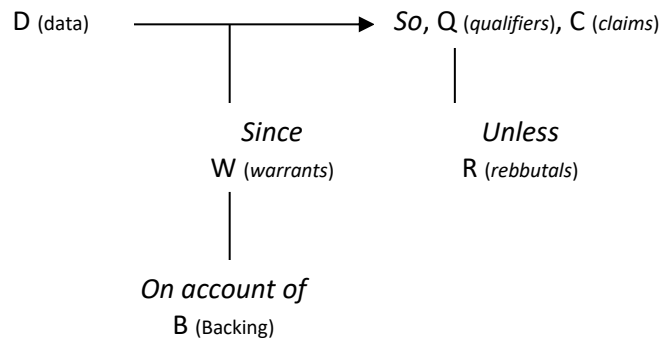 D (data) So, Q (qualifiers), C (claims)
Since Unless
W (warrants) R (rebbutals)
On account of
B (Backing)